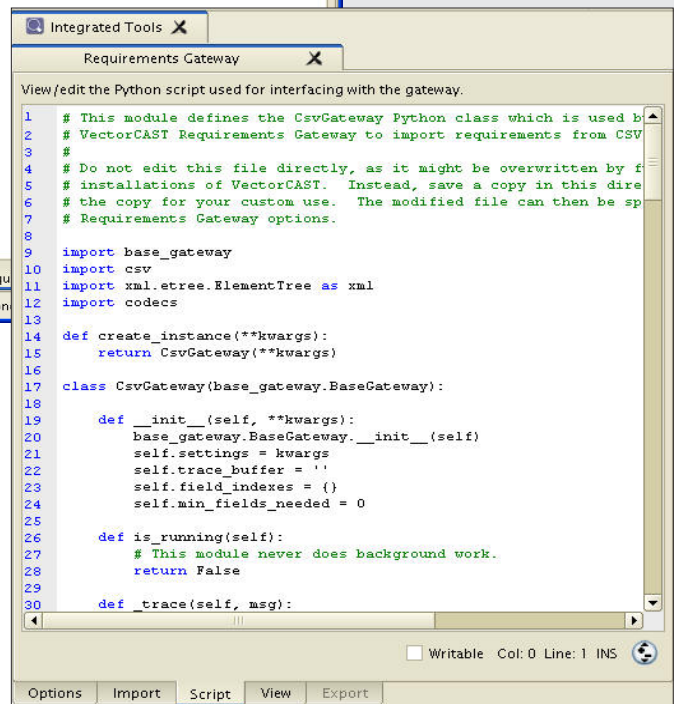 Integrated Tools
Requirements Gateway
View/edit the Python script used for interfacing with the gateway.
1 # This module defines the CsvGateway Python class which is used b
2 # VectorCAST Requirements Gateway to import requirements from CSV
3 #
4 # Do not edit this file directly, as it might be overwritten by f
5 # installations of VectorCAST.  Instead, save a copy in this dire
6 # the copy for your custom use.  The modified file can then be sp
7 # Requirements Gateway options.
8
9 import base_gateway
10 import csv
11 import xml.etree.ElementTree as xml
12 import codecs
13
14 def create_instance(**kwargs):
15     return CsvGateway(**kwargs)
16
17 class CsvGateway(base_gateway.BaseGateway):
18
19     def __init__(self, **kwargs):
20         base_gateway.BaseGateway.__init__(self)
21         self.settings = kwargs
22         self.trace_buffer = ''
23         self.field_indexes = {}
24         self.min_fields_needed = 0
25
26     def is_running(self):
27         # This module never does background work.
28         return False
29
30     def _trace(self, msg):
Writable Col: 0 Line: 1 INS
Options Import Script View Export